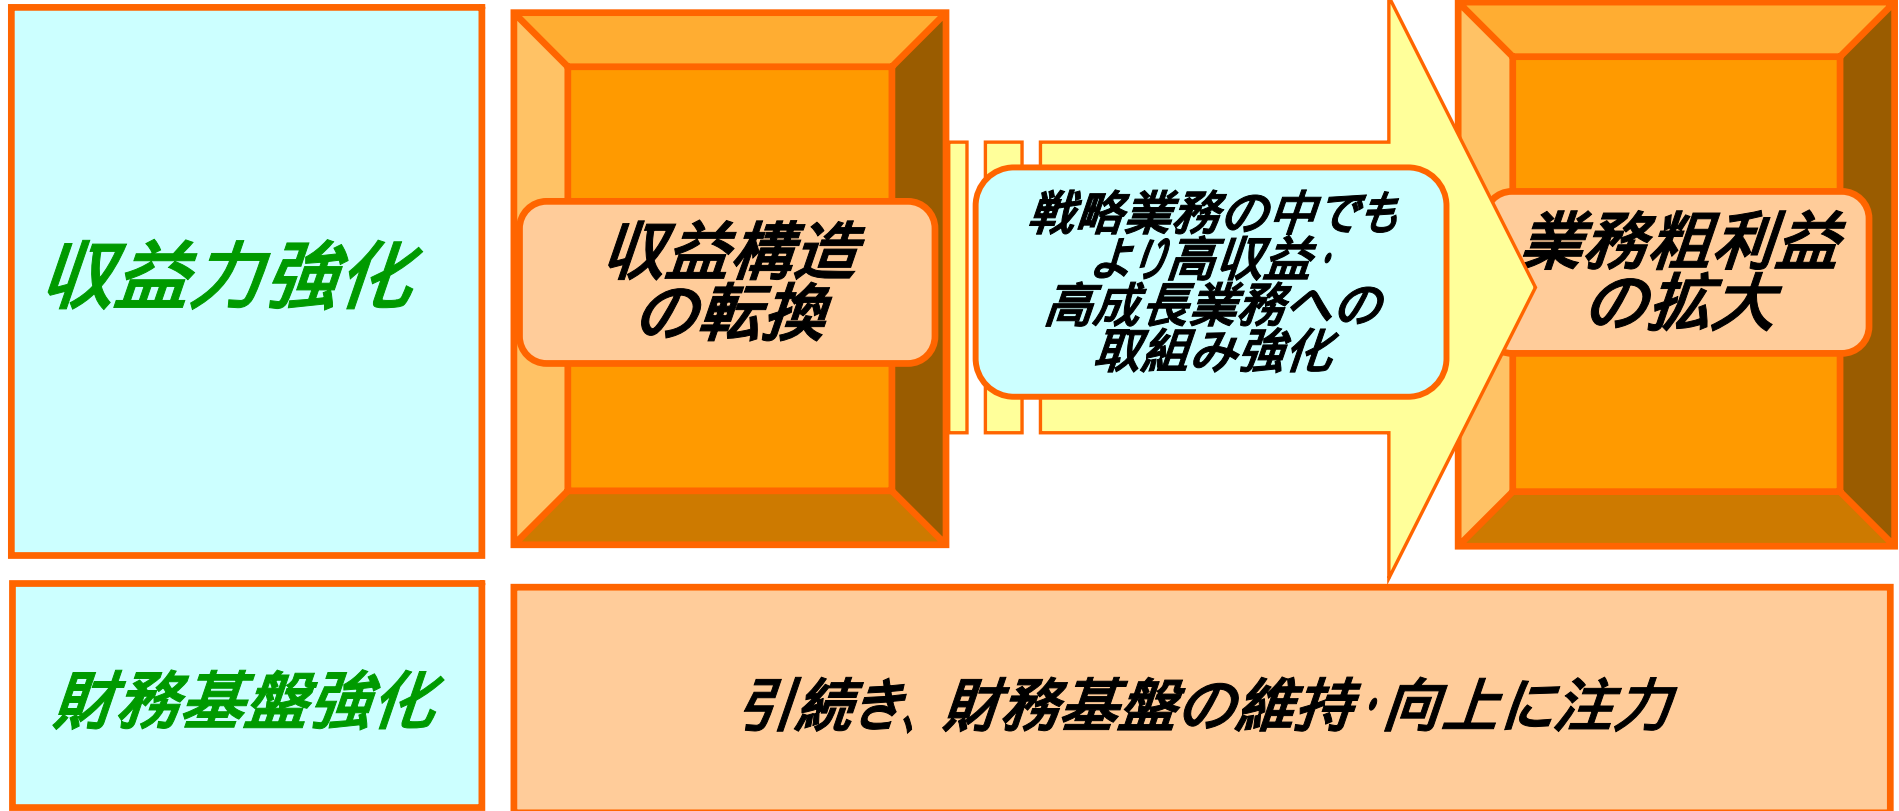 収益力強化
収益構造
の転換
戦略業務の中でも
より高収益・
高成長業務への
取組み強化
業務粗利益
の拡大
財務基盤強化
引続き、財務基盤の維持・向上に注力